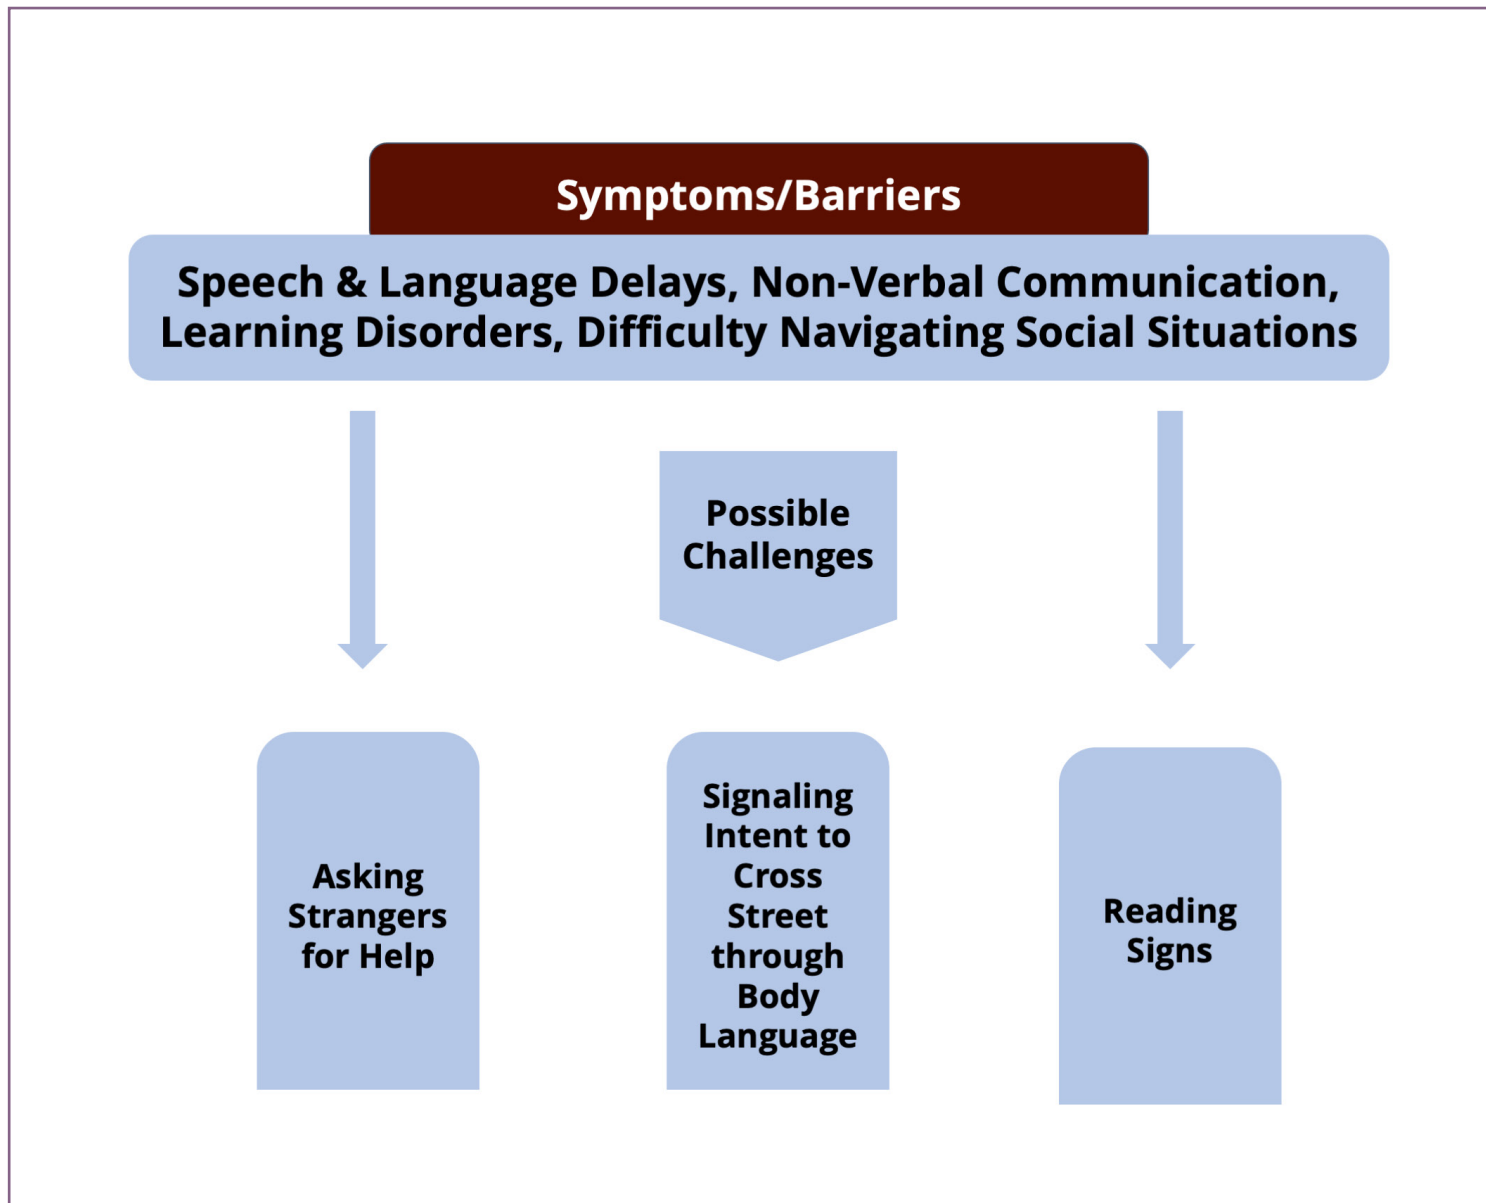 Symptoms/Barriers
Speech & Language Delays, Non-Verbal Communication,
Learning Disorders, Difficulty Navigating Social Situations
Possible
Challenges
Asking
Strangers
for Help
Signaling
Intent to
Cross
Street
through
Body
Language
Reading
Signs